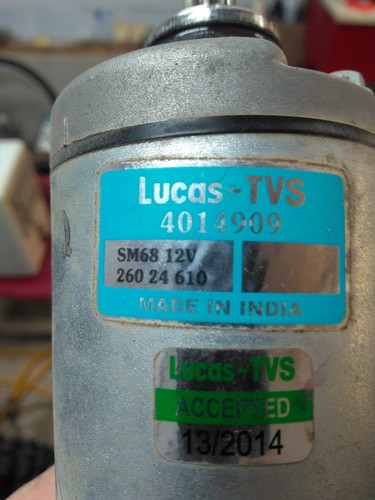 Lucas-TVS
4014909
SM68 12V
260 24 610
MADE IN INDIA
Lucas-TVS
ACCEPTED
13/2014